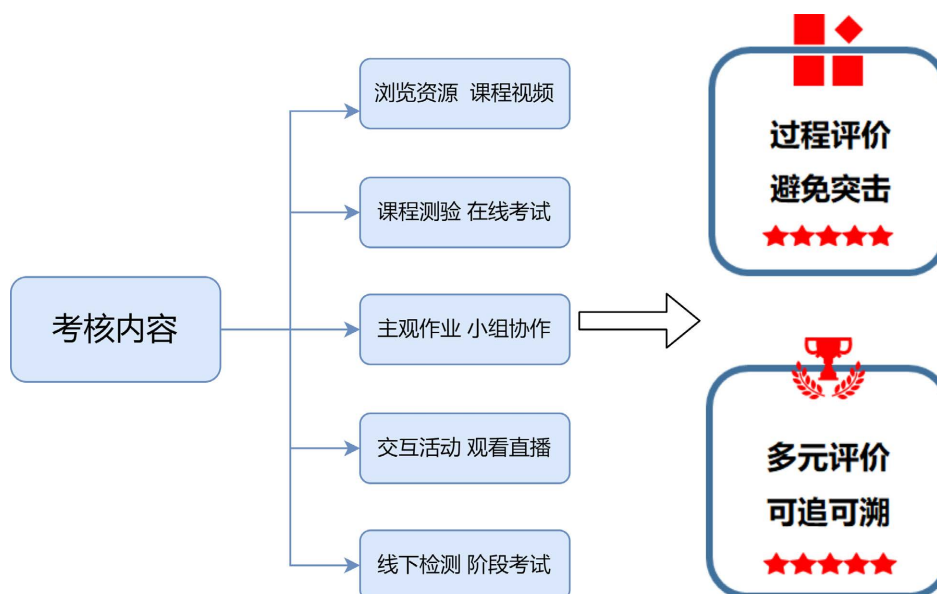 考核内容
浏览资源 课程视频
课程测验 在线考试
主观作业 小组协作
交互活动 观看直播
线下检测 阶段考试
过程评价
避免突击
多元评价
可追可溯